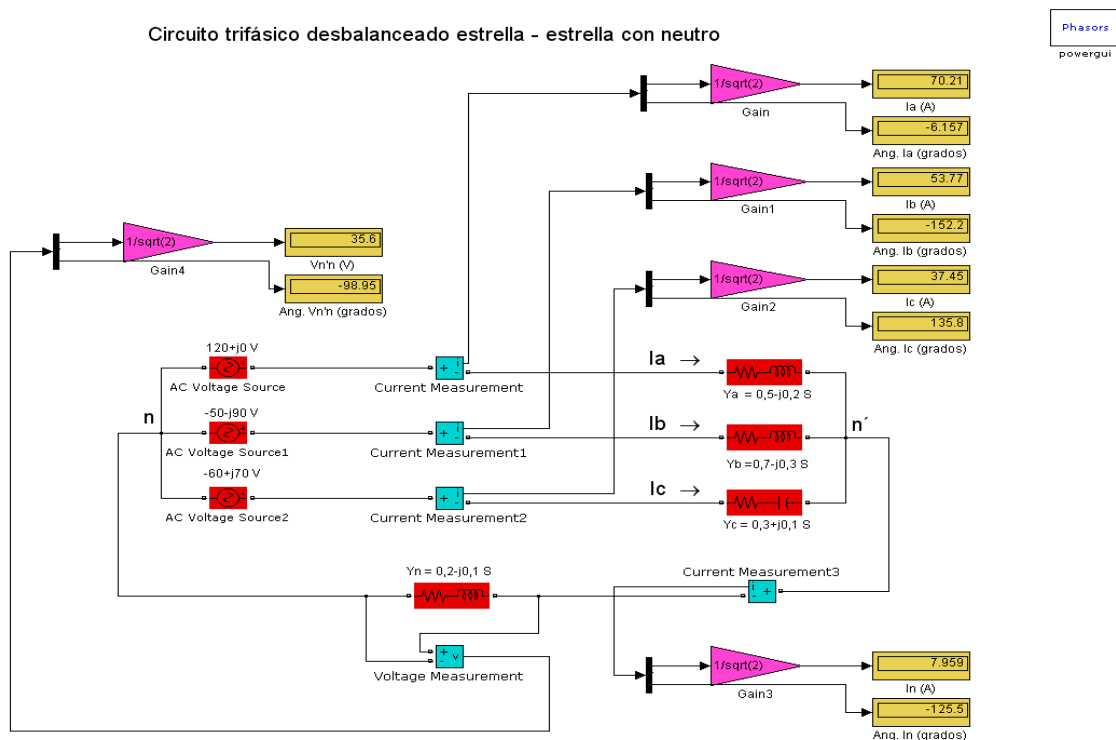 Circuito trifásico desbalanceado estrella - estrella con neutro
Phasors
powergui
1/sqrt(2)
Gain
70.21
Ia (A)
-6.157
Ang. Ia (grados)
1/sqrt(2)
Gain1
53.77
Ib (A)
-152.2
Ang. Ib (grados)
1/sqrt(2)
Gain4
35.6
Vn'n (V)
-98.95
Ang. Vn'n (grados)
1/sqrt(2)
Gain2
37.45
Ic (A)
135.8
Ang. Ic (grados)
120+j0 V
AC Voltage Source
+ i -
Current Measurement
Ia →
Ya = 0,5-j0,2 S
n
-50-j90 V
AC Voltage Source1
+ i -
Current Measurement1
Ib →
Yb =0,7-j0,3 S
n´
-60+j70 V
AC Voltage Source2
+ i -
Current Measurement2
Ic →
Yc = 0,3+j0,1 S
Yn = 0,2-j0,1 S
Current Measurement3
i - +
+ - v
Voltage Measurement
1/sqrt(2)
Gain3
7.959
In (A)
-125.5
Ang. In (grados)